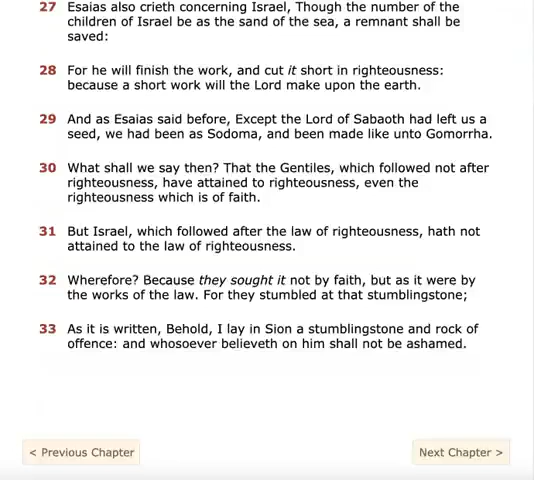 27 Esaias also crieth concerning Israel, Though the number of the
children of Israel be as the sand of the sea, a remnant shall be
saved:
28 For he will finish the work, and cut it short in righteousness:
because a short work will the Lord make upon the earth.
29 And as Esaias said before, Except the Lord of Sabaoth had left us a
seed, we had been as Sodoma, and been made like unto Gomorrha.
30 What shall we say then? That the Gentiles, which followed not after
righteousness, have attained to righteousness, even the
righteousness which is of faith.
31 But Israel, which followed after the law of righteousness, hath not
attained to the law of righteousness.
32 Wherefore? Because they sought it not by faith, but as it were by
the works of the law. For they stumbled at that stumblingstone;
33 As it is written, Behold, I lay in Sion a stumblingstone and rock of
offence: and whosoever believeth on him shall not be ashamed.
< Previous Chapter
Next Chapter >